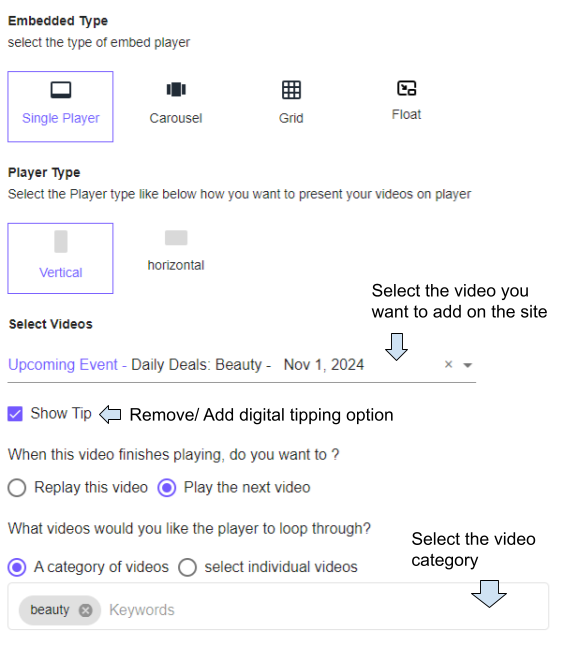 Embedded Type
select the type of embed player
Single Player
Carousel
Grid
Float
Player Type
Select the Player type like below how you want to present your videos on player
Vertical
horizontal
Select the video you
want to add on the site
Select Videos
Upcoming Event - Daily Deals: Beauty - Nov 1, 2024
Show Tip
Remove/ Add digital tipping option
When this video finishes playing, do you want to ?
Replay this video
Play the next video
What videos would you like the player to loop through?
Select the video
category
A category of videos
select individual videos
beauty
Keywords